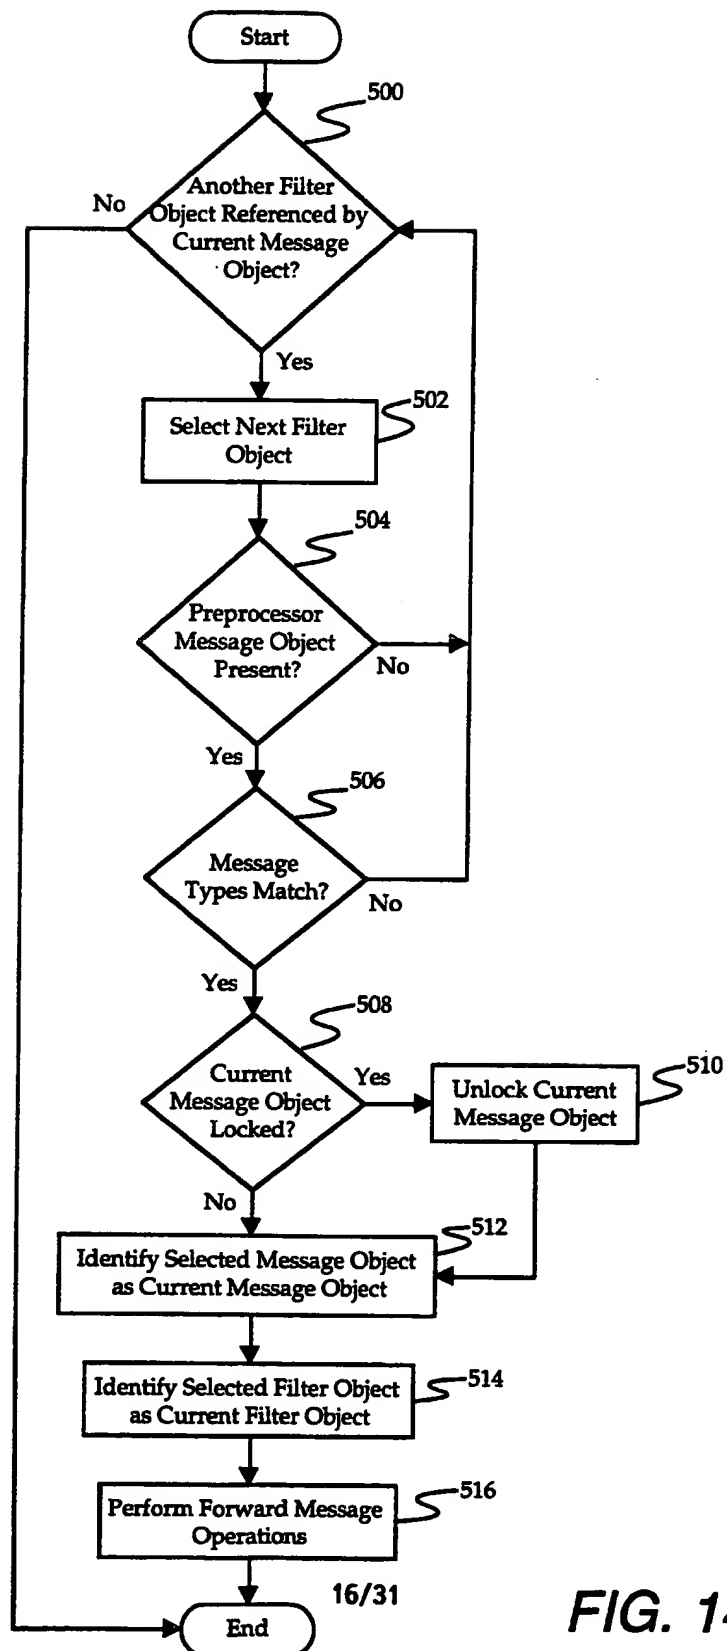 Start
500
Another Filter
Object Referenced by
Current Message
Object?
No
Yes
502
Select Next Filter
Object
504
Preprocessor
Message Object
Present?
No
Yes
506
Message
Types Match?
No
Yes
508
Current
Message Object
Locked?
Yes
510
Unlock Current
Message Object
No
512
Identify Selected Message Object
as Current Message Object
514
Identify Selected Filter Object
as Current Filter Object
516
Perform Forward Message
Operations
16/31
End